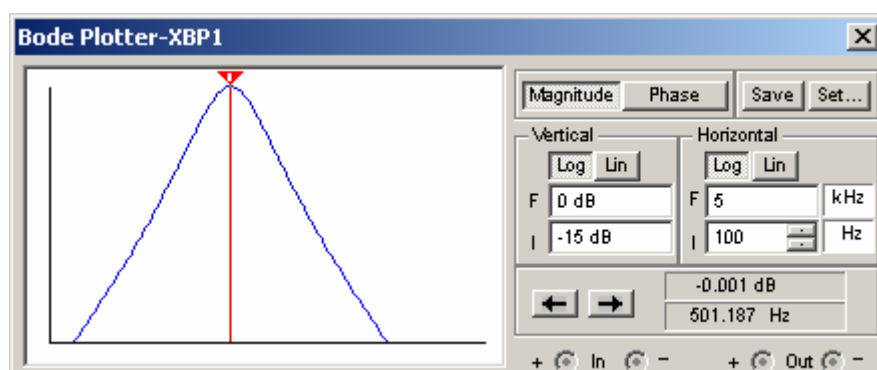 Bode Plotter-XBP1
Magnitude Phase Save Set...
Vertical Horizontal
Log Lin Log Lin
F 0 dB F 5 kHz
I -15 dB I 100 Hz
-0.001 dB
501.187 Hz
+ In - + Out -